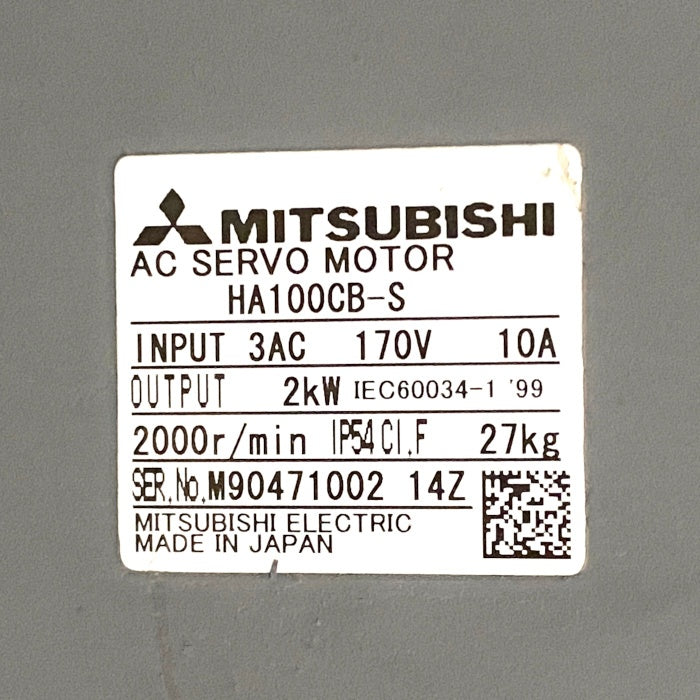 MITSUBISHI
AC SERVO MOTOR
HA100CB-S
INPUT 3AC 170V 10A
OUTPUT 2kW IEC60034-1 '99
2000r/min IP54 CI.F 27kg
SER.No.M90471002 14Z
MITSUBISHI ELECTRIC
MADE IN JAPAN